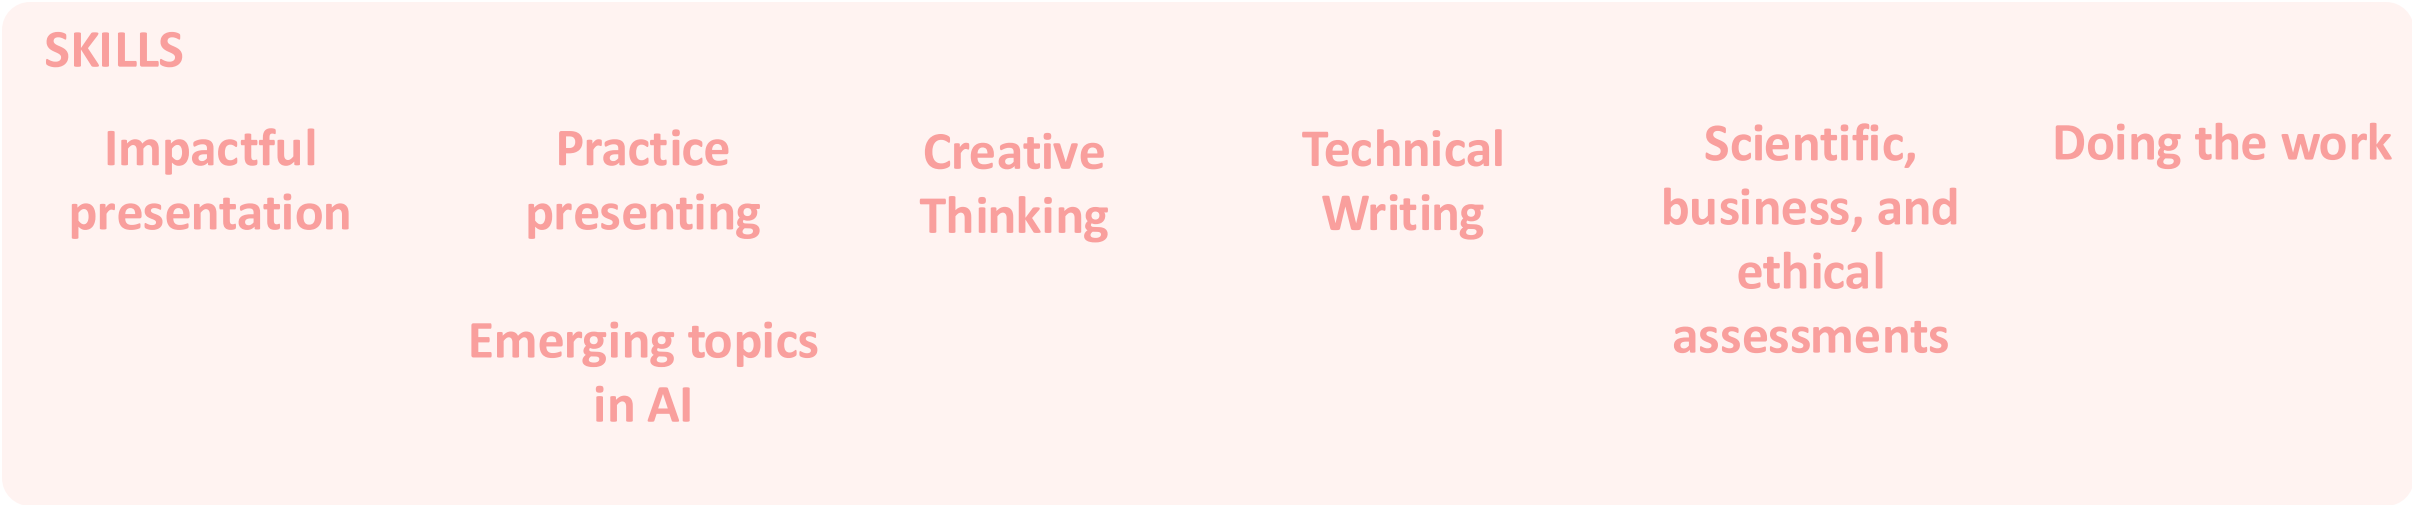 SKILLS
Impactful
presentation
Practice
presenting
Emerging topics
in AI
Creative
Thinking
Technical
Writing
Scientific,
business, and
ethical
assessments
Doing the work